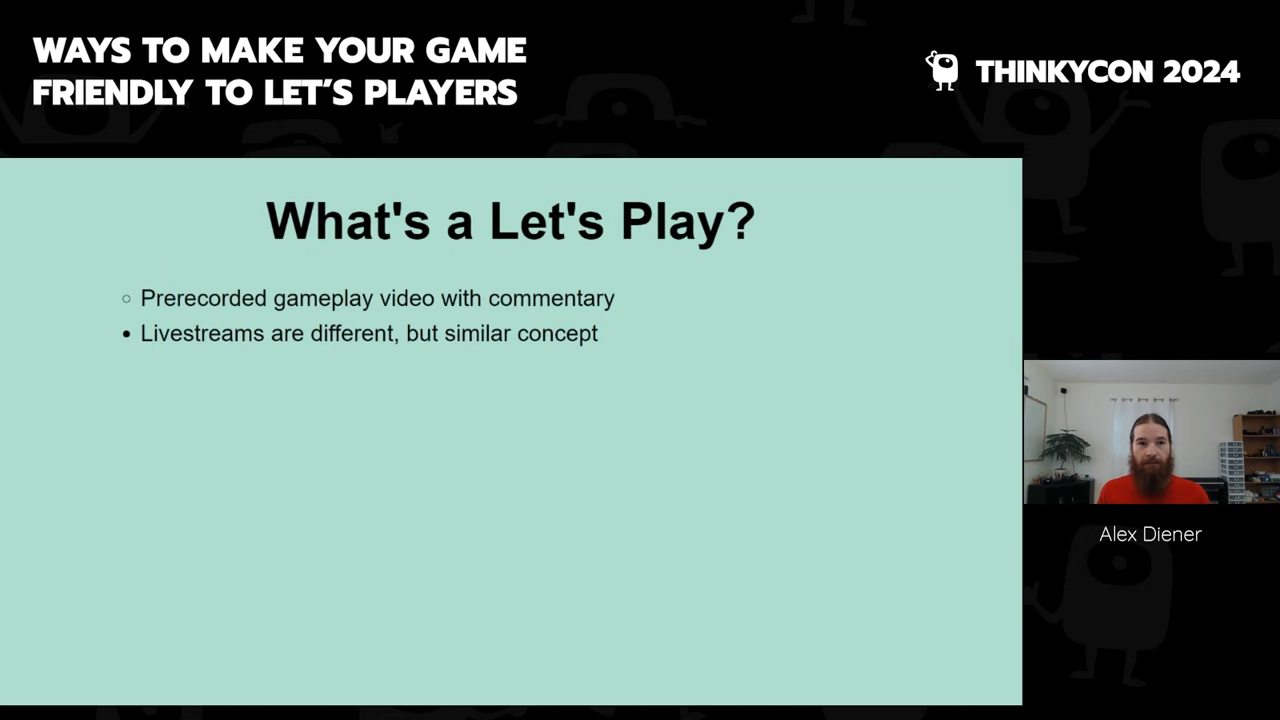 WAYS TO MAKE YOUR GAME
FRIENDLY TO LET'S PLAYERS
THINKYCON 2024
What's a Let's Play?
Prerecorded gameplay video with commentary
Livestreams are different, but similar concept
Alex Diener